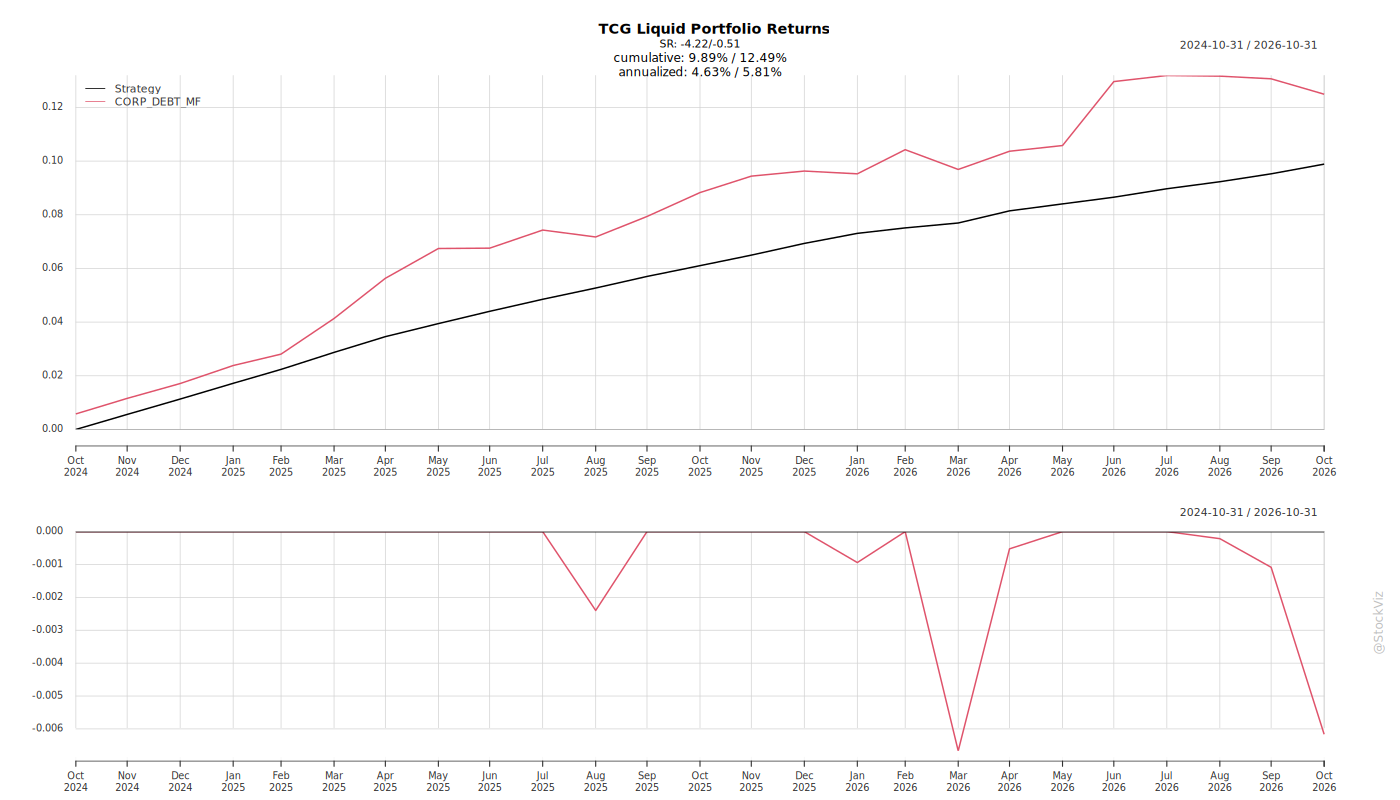 TCG Liquid Portfolio Returns
SR: -4.22/-0.51
cumulative: 9.89% / 12.49%
annualized: 4.63% / 5.81%
2024-10-31 / 2026-10-31
Strategy
CORP_DEBT_MF
0.12
0.10
0.08
0.06
0.04
0.02
0.00
Oct Nov Dec Jan Feb Mar Apr May Jun Jul Aug Sep Oct Nov Dec Jan Feb Mar Apr May Jun Jul Aug Sep Oct
2024 2024 2024 2025 2025 2025 2025 2025 2025 2025 2025 2025 2025 2025 2025 2026 2026 2026 2026 2026 2026 2026 2026 2026 2026
2024-10-31 / 2026-10-31
0.000
-0.001
-0.002
-0.003
-0.004
-0.005
-0.006
Oct Nov Dec Jan Feb Mar Apr May Jun Jul Aug Sep Oct Nov Dec Jan Feb Mar Apr May Jun Jul Aug Sep Oct
2024 2024 2024 2025 2025 2025 2025 2025 2025 2025 2025 2025 2025 2025 2025 2026 2026 2026 2026 2026 2026 2026 2026 2026 2026
@StockViz